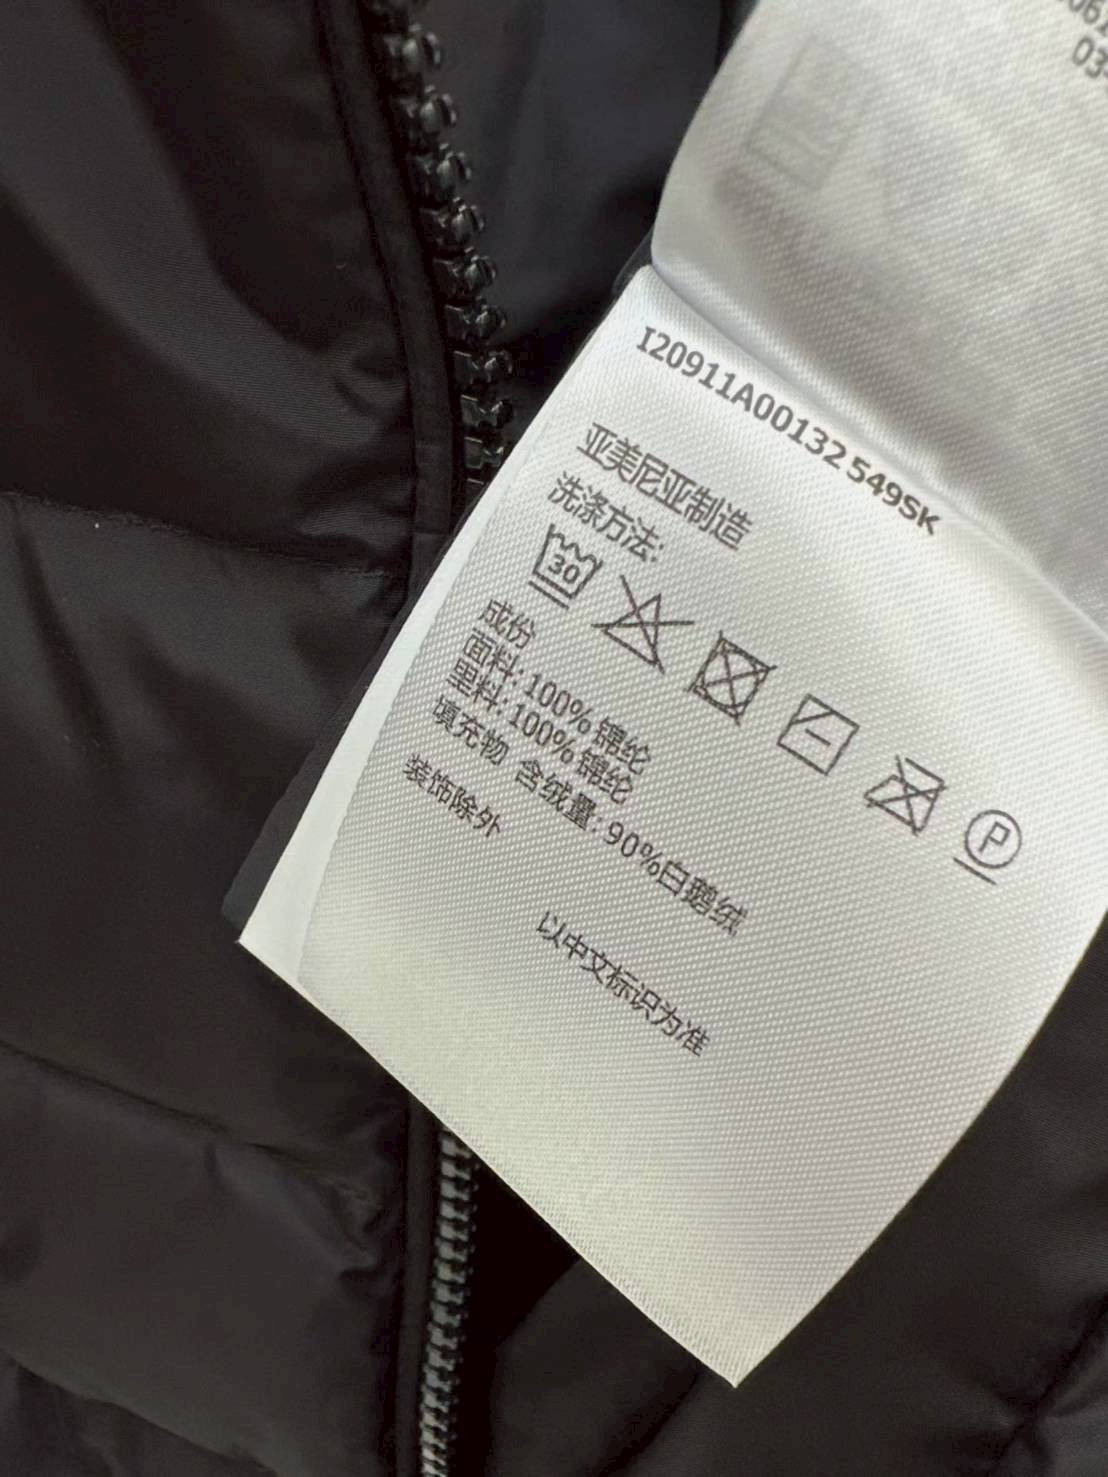 03-
I20911A00132 549SK
亚美尼亚制造
洗涤方法:
30
P
成份
面料: 100% 锦纶
里料: 100% 锦纶
填充物 含绒量: 90%白鹅绒
装饰除外
以中文标识为准